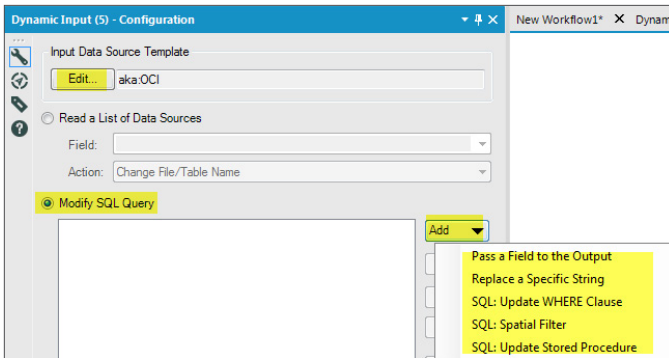 Dynamic Input (5) - Configuration
New Workflow1* Dynam
Input Data Source Template
Edit... aka:OCI
Read a List of Data Sources
Field:
Action: Change File/Table Name
Modify SQL Query
Add
Pass a Field to the Output
Replace a Specific String
SQL: Update WHERE Clause
SQL: Spatial Filter
SQL: Update Stored Procedure